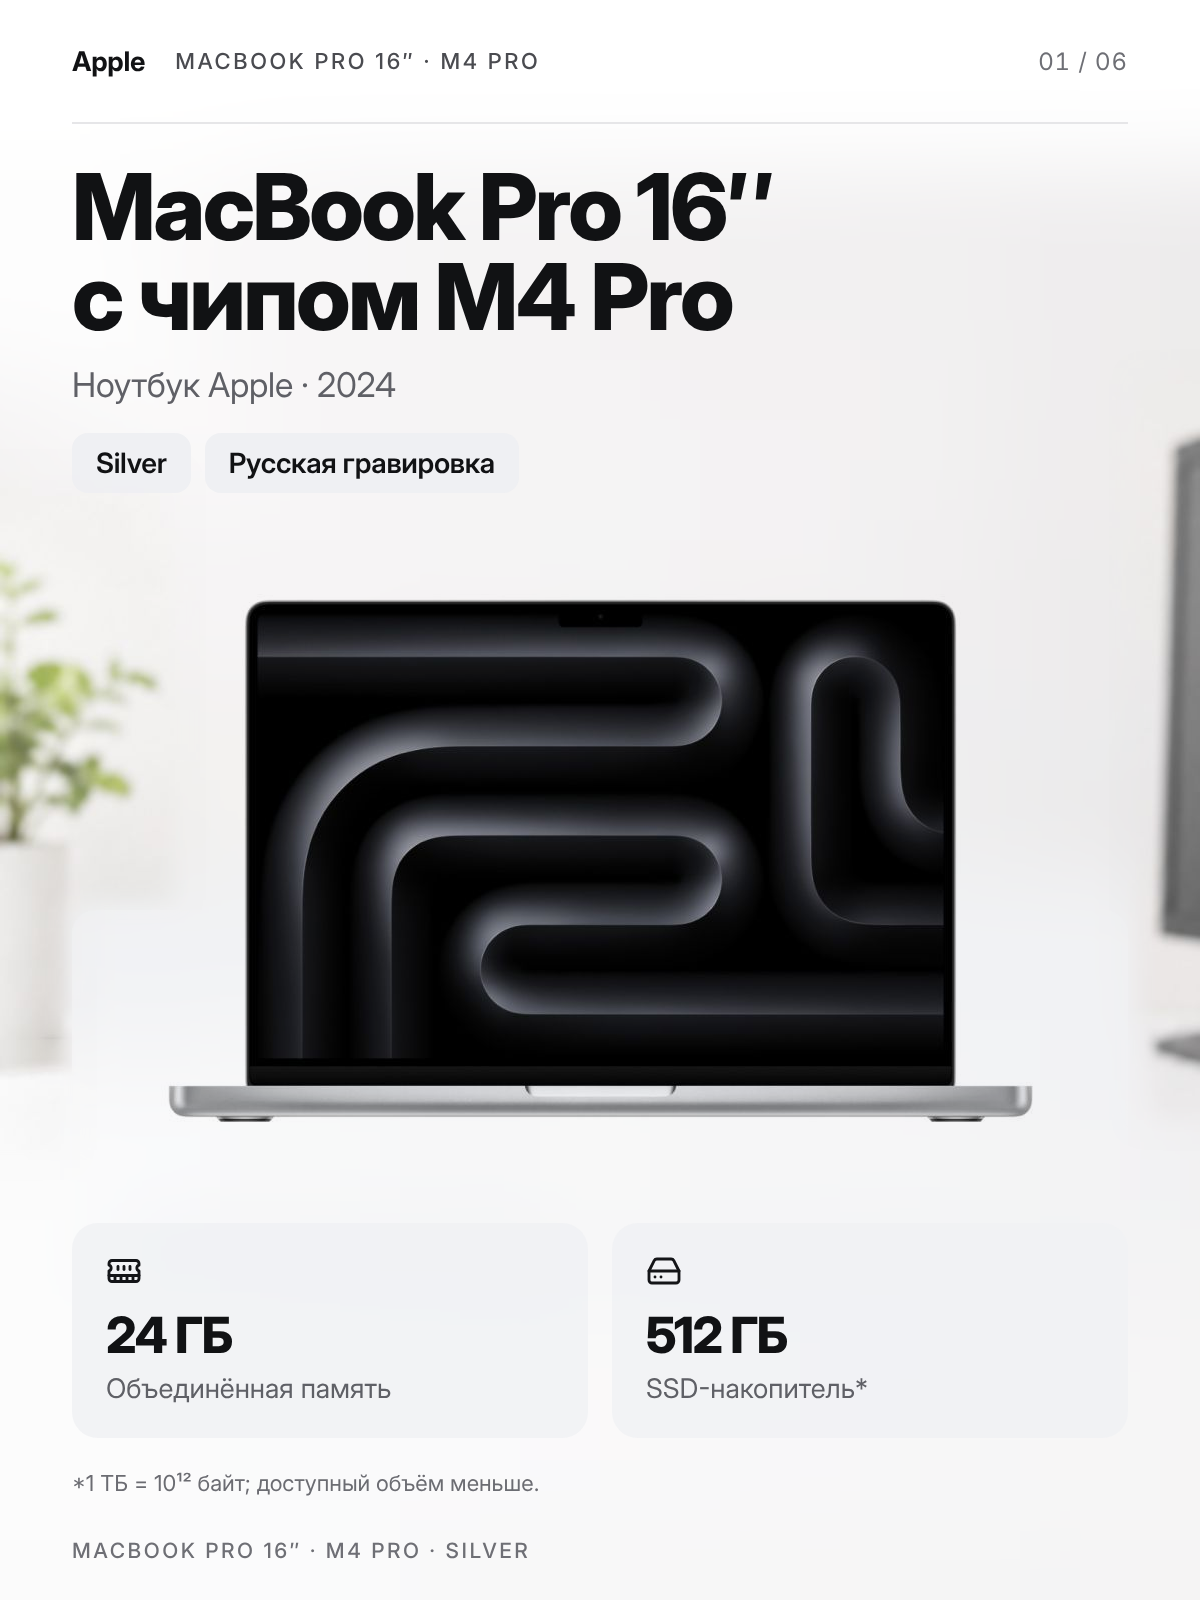 Apple MACBOOK PRO 16″ · M4 PRO 01 / 06
MacBook Pro 16″
с чипом M4 Pro
Ноутбук Apple · 2024
Silver Русская гравировка
24 ГБ 512 ГБ
Объединённая память SSD-накопитель*
*1 ТБ = 10¹² байт; доступный объём меньше.
MACBOOK PRO 16″ · M4 PRO · SILVER